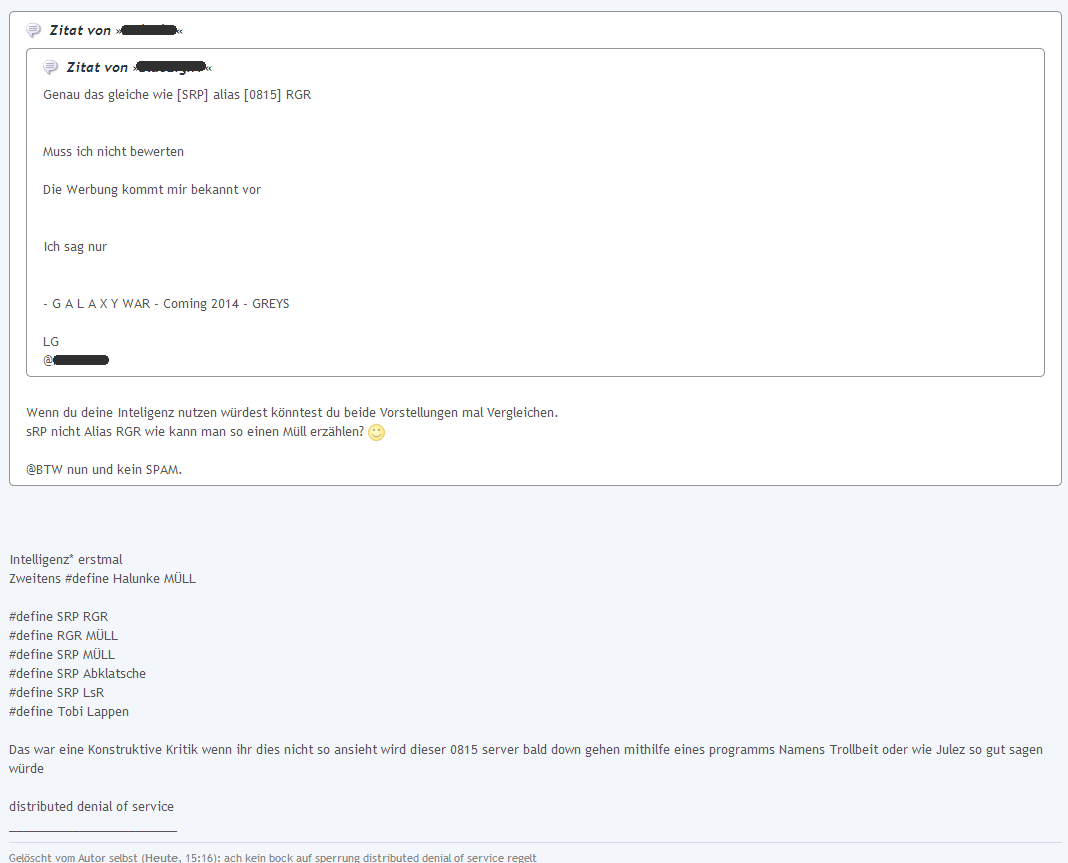 Zitat von »«
Zitat von »«
Genau das gleiche wie [SRP] alias [0815] RGR
Muss ich nicht bewerten
Die Werbung kommt mir bekannt vor
Ich sag nur
- G A L A X Y WAR - Coming 2014 - GREYS
LG
@
Wenn du deine Inteligenz nutzen würdest könntest du beide Vorstellungen mal Vergleichen.
sRP nicht Alias RGR wie kann man so einen Müll erzählen?
@BTW nun und kein SPAM.
Intelligenz* erstmal
Zweitens #define Halunke MÜLL
#define SRP RGR
#define RGR MÜLL
#define SRP MÜLL
#define SRP Abklatsche
#define SRP LsR
#define Tobi Lappen
Das war eine Konstruktive Kritik wenn ihr dies nicht so ansieht wird dieser 0815 server bald down gehen mithilfe eines programms Namens Trollbeit oder wie Julez so gut sagen
würde
distributed denial of service
________________________
Gelöscht vom Autor selbst (Heute, 15:16): ach kein bock auf sperrung distributed denial of service regelt